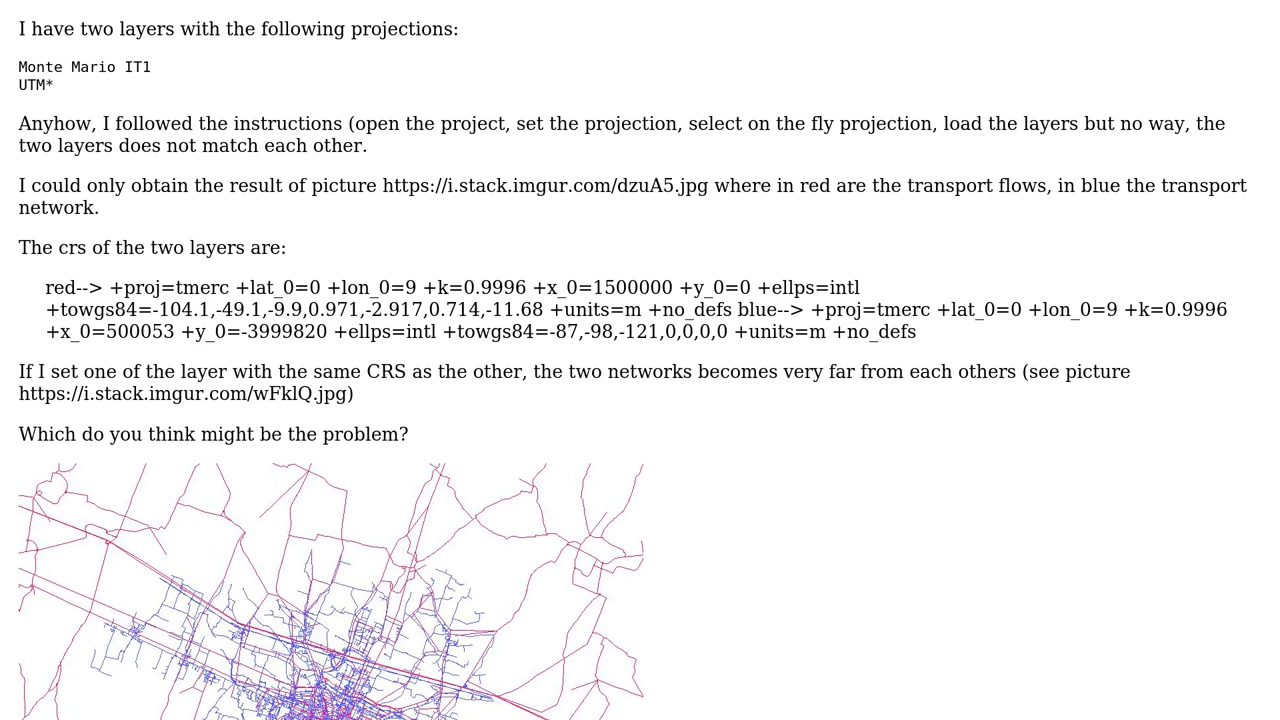 I have two layers with the following projections:
Monte Mario IT1
UTM*
Anyhow, I followed the instructions (open the project, set the projection, select on the fly projection, load the layers but no way, the
two layers does not match each other.
I could only obtain the result of picture https://i.stack.imgur.com/dzuA5.jpg where in red are the transport flows, in blue the transport
network.
The crs of the two layers are:
red--> +proj=tmerc +lat_0=0 +lon_0=9 +k=0.9996 +x_0=1500000 +y_0=0 +ellps=intl
+towgs84=-104.1,-49.1,-9.9,0.971,-2.917,0.714,-11.68 +units=m +no_defs blue--> +proj=tmerc +lat_0=0 +lon_0=9 +k=0.9996
+x_0=500053 +y_0=-3999820 +ellps=intl +towgs84=-87,-98,-121,0,0,0,0 +units=m +no_defs
If I set one of the layer with the same CRS as the other, the two networks becomes very far from each others (see picture
https://i.stack.imgur.com/wFklQ.jpg)
Which do you think might be the problem?